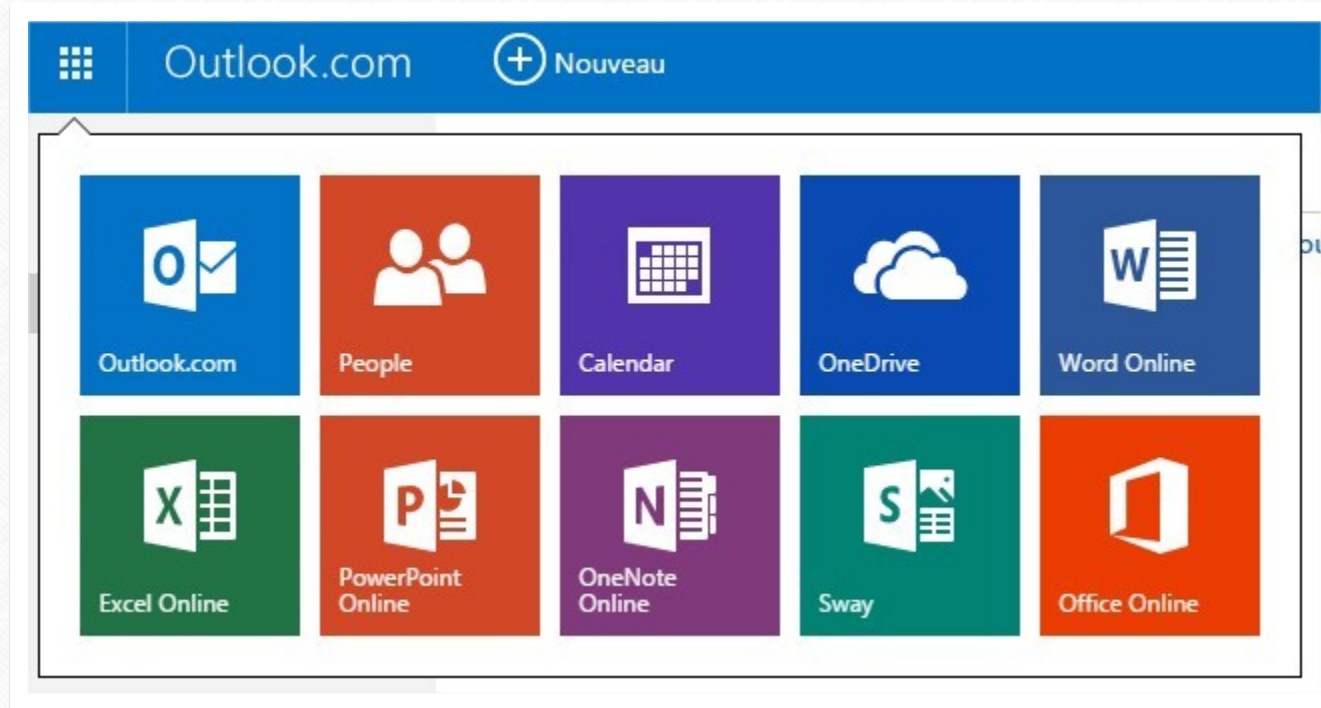 Outlook.com
Nouveau
Outlook.com
People
Calendar
OneDrive
Word Online
Excel Online
PowerPoint
Online
OneNote
Online
Sway
Office Online